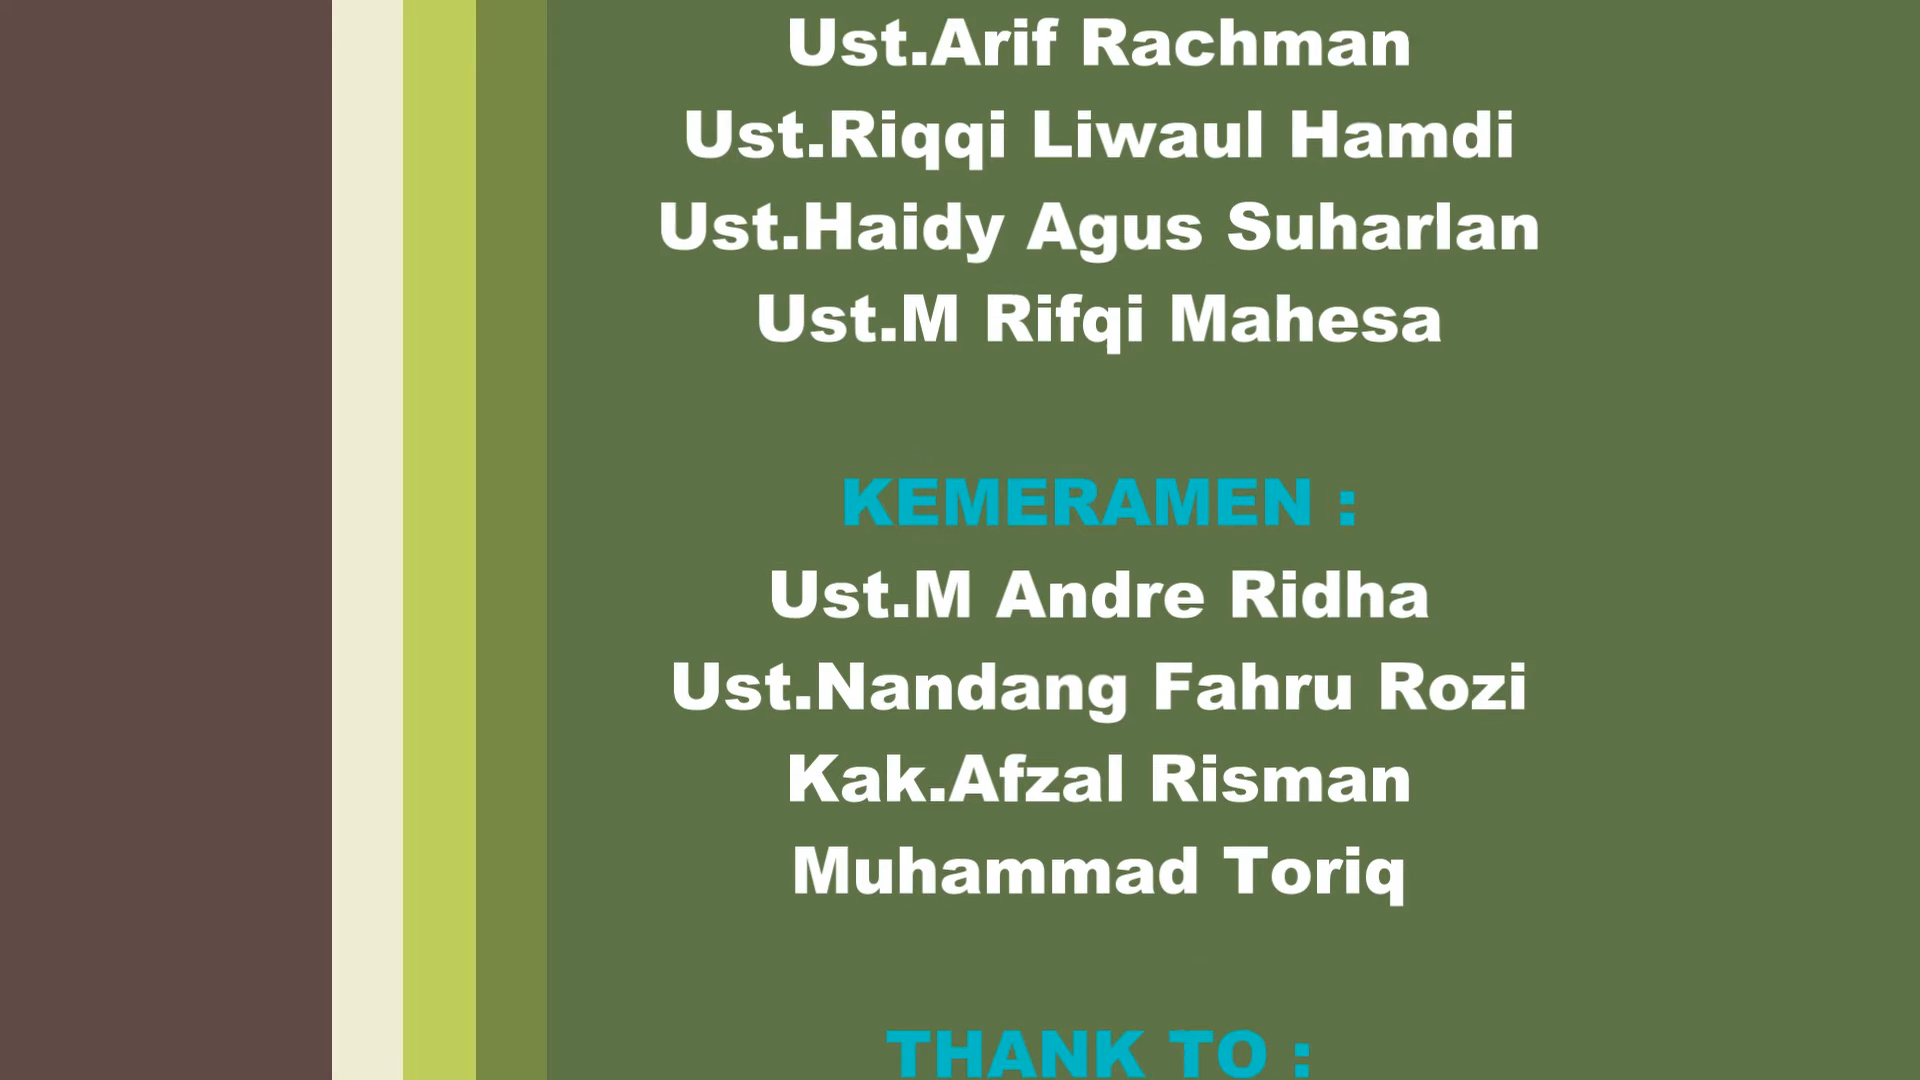 Ust.Arif Rachman
Ust.Riqqi Liwaul Hamdi
Ust.Haidy Agus Suharlan
Ust.M Rifqi Mahesa
KEMERAMEN :
Ust.M Andre Ridha
Ust.Nandang Fahru Rozi
Kak.Afzal Risman
Muhammad Toriq
THANK TO :